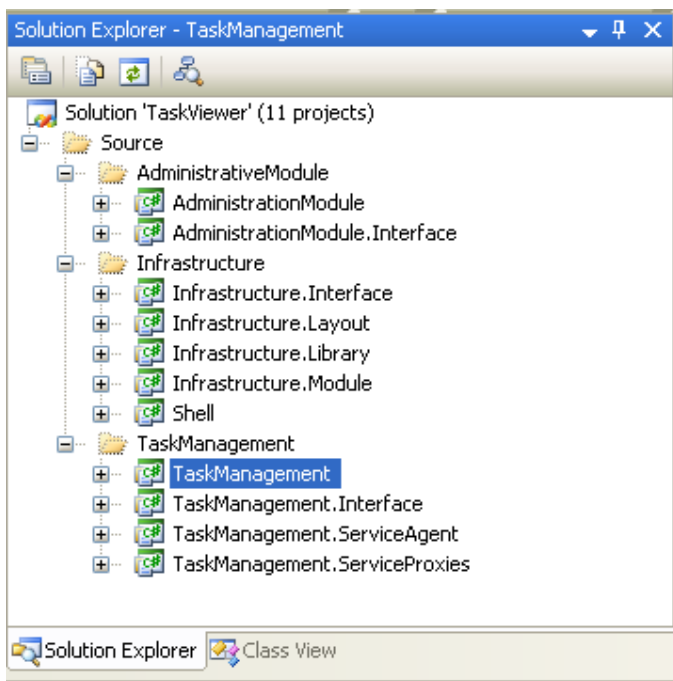 Solution Explorer - TaskManagement
Solution 'TaskViewer' (11 projects)
Source
AdministrativeModule
AdministrationModule
AdministrationModule.Interface
Infrastructure
Infrastructure.Interface
Infrastructure.Layout
Infrastructure.Library
Infrastructure.Module
Shell
TaskManagement
TaskManagement
TaskManagement.Interface
TaskManagement.ServiceAgent
TaskManagement.ServiceProxies
Solution Explorer Class View